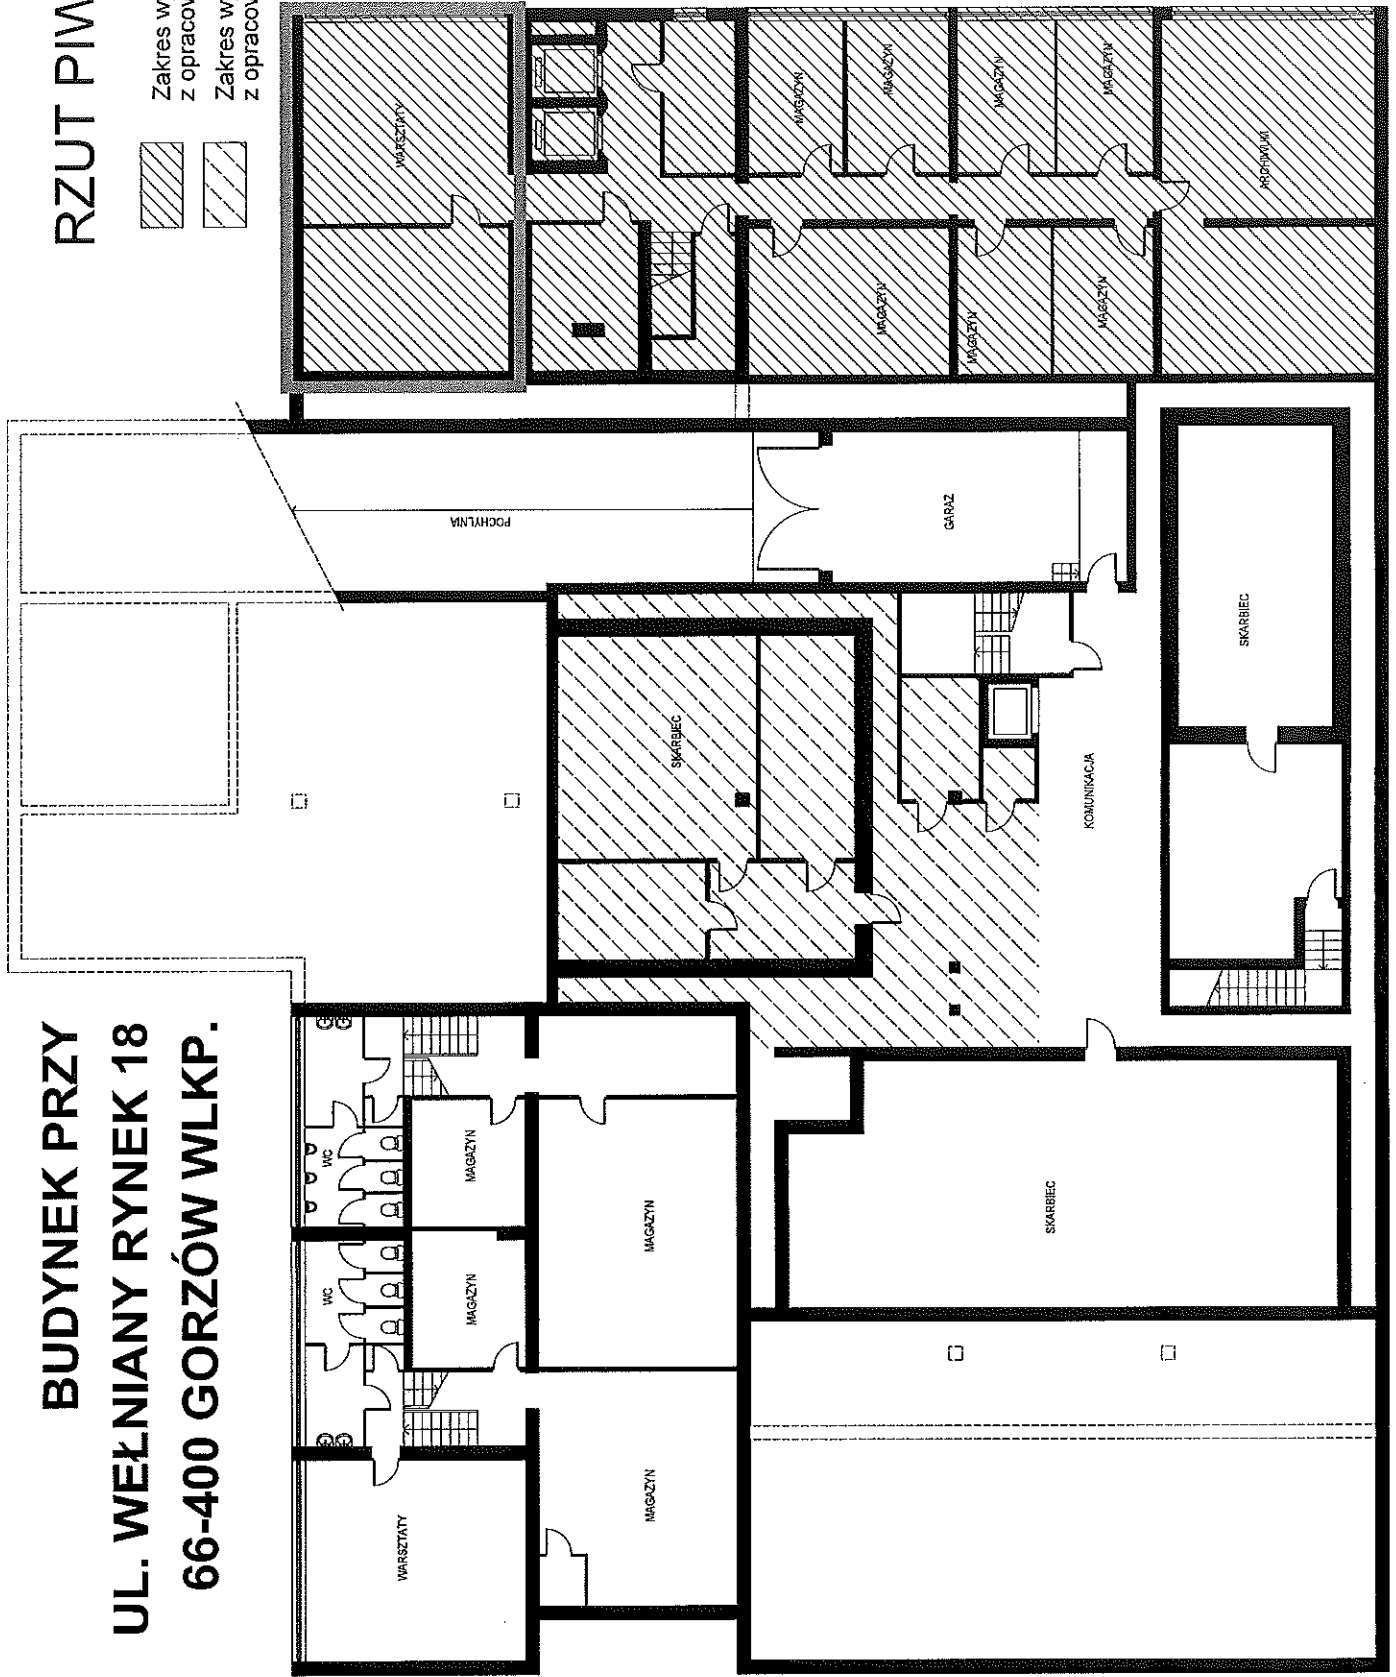 BUDYNEK PRZY
UL. WEŁNIANY RYNEK 18
66-400 GORZÓW WLKP.
RZUT PIW
Zakres w
z opracow
Zakres w
z opracow
WC
WC
WARSZTATY
WARSZTATY
MAGAZYN
MAGAZYN
POCHYLNIA
MAGAZYN
MAGAZYN
SKARBIEC
MAGAZYN
MAGAZYN
MAGAZYN
GARAŻ
MAGAZYN
MAGAZYN
SKARBIEC
KOMUNIKACJA
MAGAZYN
MAGAZYN
SKARBIEC
ARCHIWUM